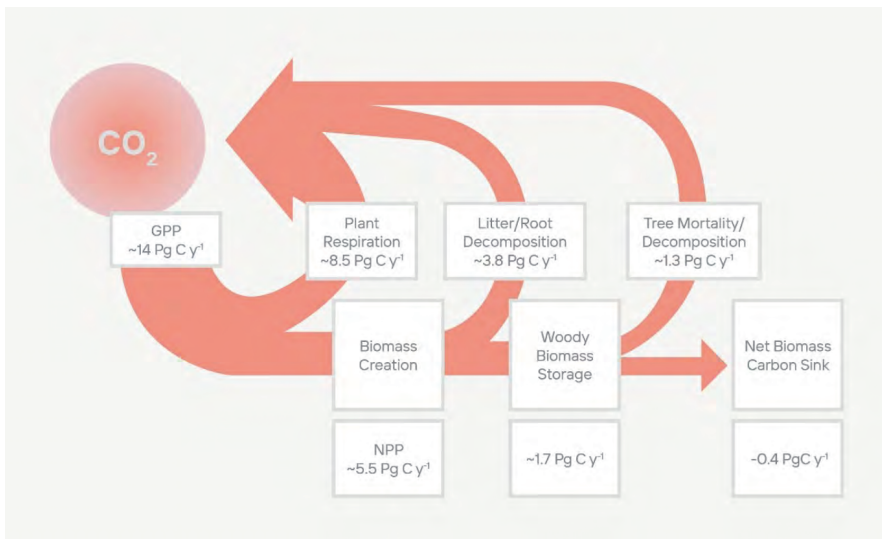 CO₂
GPP
~14 Pg C y⁻¹
Plant
Respiration
~8.5 Pg C y⁻¹
Litter/Root
Decomposition
~3.8 Pg C y⁻¹
Tree Mortality/
Decomposition
~1.3 Pg C y⁻¹
Biomass
Creation
Woody
Biomass
Storage
Net Biomass
Carbon Sink
NPP
~5.5 Pg C y⁻¹
~1.7 Pg C y⁻¹
-0.4 PgC y⁻¹